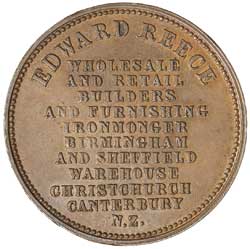 EDWARD REECE
WHOLESALE
AND RETAIL
BUILDERS
AND FURNISHING
IRONMONGER
BIRMINGHAM
AND SHEFFIELD
WAREHOUSE
CHRISTCHURCH
CANTERBURY
N.Z.